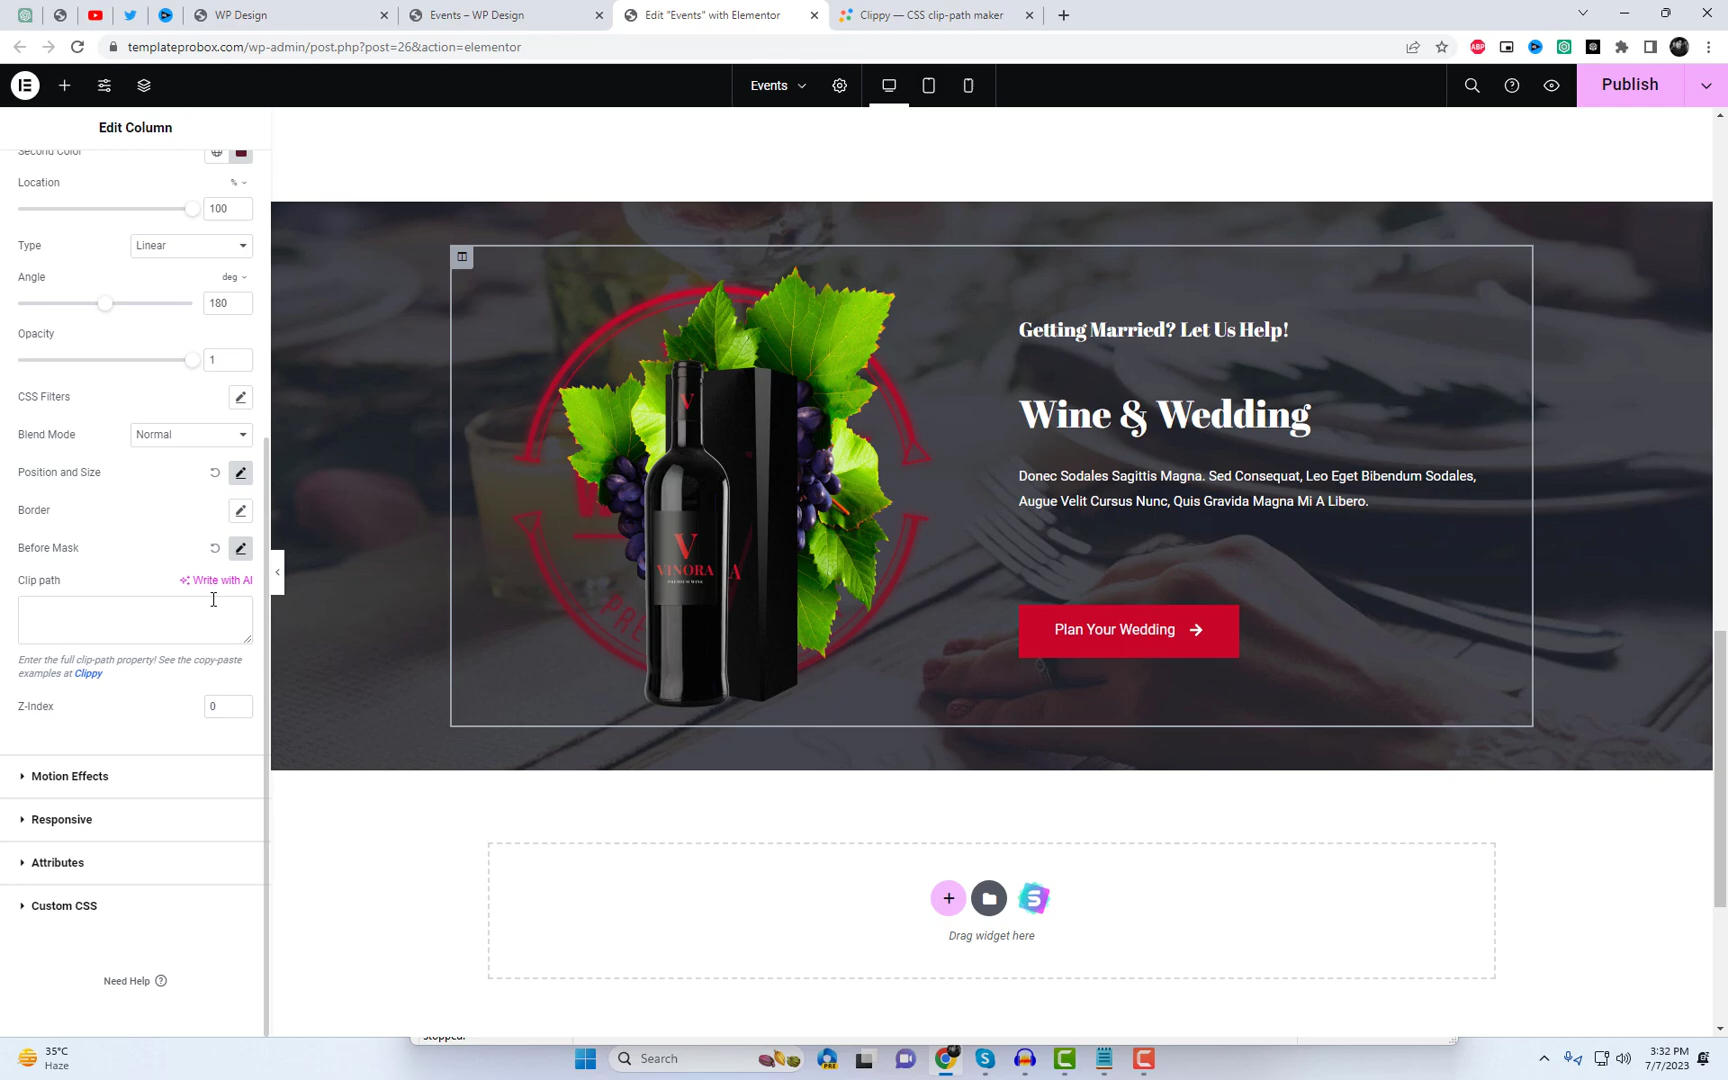 WP Design
Events – WP Design
Edit "Events" with Elementor
Clippy — CSS clip-path maker
templateprobox.com/wp-admin/post.php?post=26&action=elementor
ABP
Events
Publish
Edit Column
Second Color
Location
%
100
Type
Linear
Angle
deg
180
Opacity
1
CSS Filters
Blend Mode
Normal
Position and Size
Border
Before Mask
Clip path
Write with AI
Enter the full clip-path property! See the copy-paste
examples at Clippy
Z-Index
0
Motion Effects
Responsive
Attributes
Custom CSS
Need Help
V
V
VINORA
PREMIUM WINE
A
Getting Married? Let Us Help!
Wine & Wedding
Donec Sodales Sagittis Magna. Sed Consequat, Leo Eget Bibendum Sodales,
Augue Velit Cursus Nunc, Quis Gravida Magna Mi A Libero.
Plan Your Wedding
Drag widget here
stopped.
35°C
Haze
Search
PRE
3:32 PM
7/7/2023